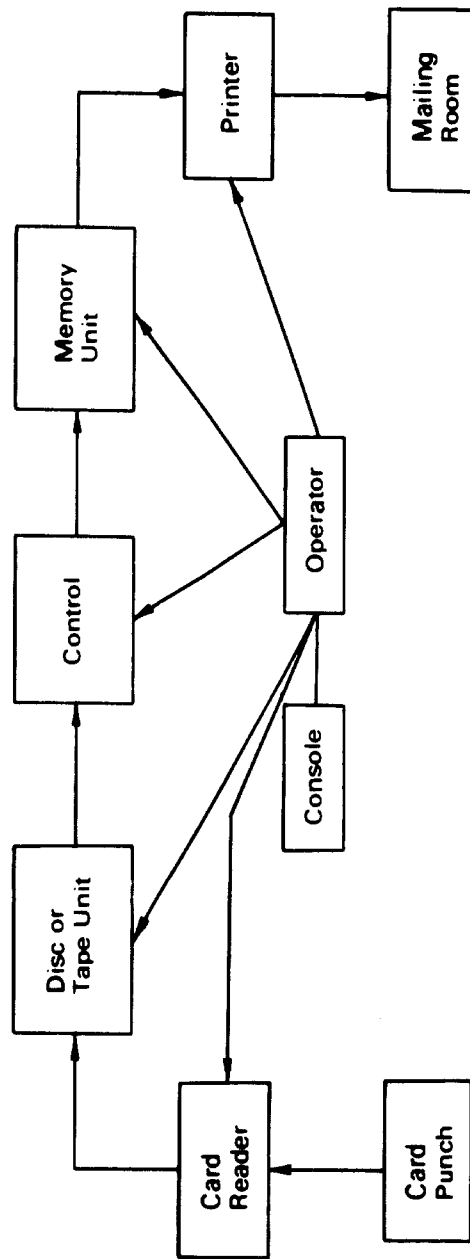 Disc or
Tape Unit
Control
Memory
Unit
Card
Reader
Printer
Console
Operator
Card
Punch
Mailing
Room